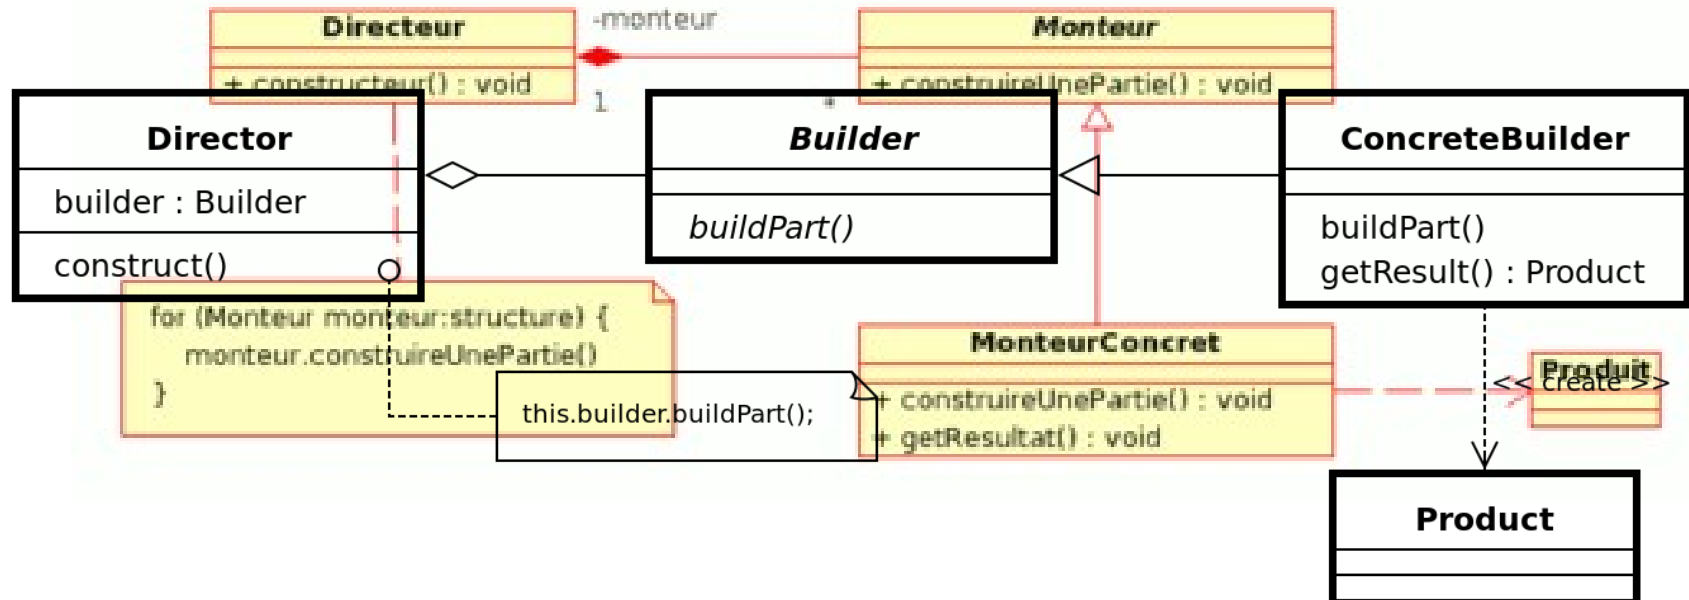 Directeur
-monteur
Monteur
+ constructeur() : void
+ construireUnePartie() : void
1
*
Director
Builder
ConcreteBuilder
builder : Builder
buildPart()
buildPart()
construct()
getResult() : Product
for (Monteur monteur:structure) {
monteur.construireUnePartie()
}
MonteurConcret
Produit
<< create >>
this.builder.buildPart();
+ construireUnePartie() : void
+ getResultat() : void
Product